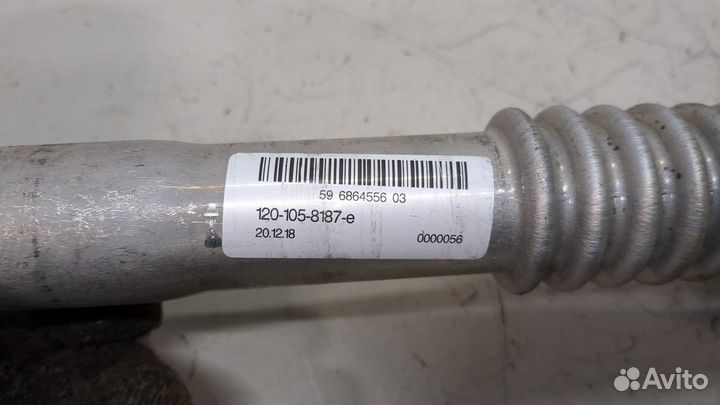 59 6864556 03
120-105-8187-e
20.12.18
0000056
Avito